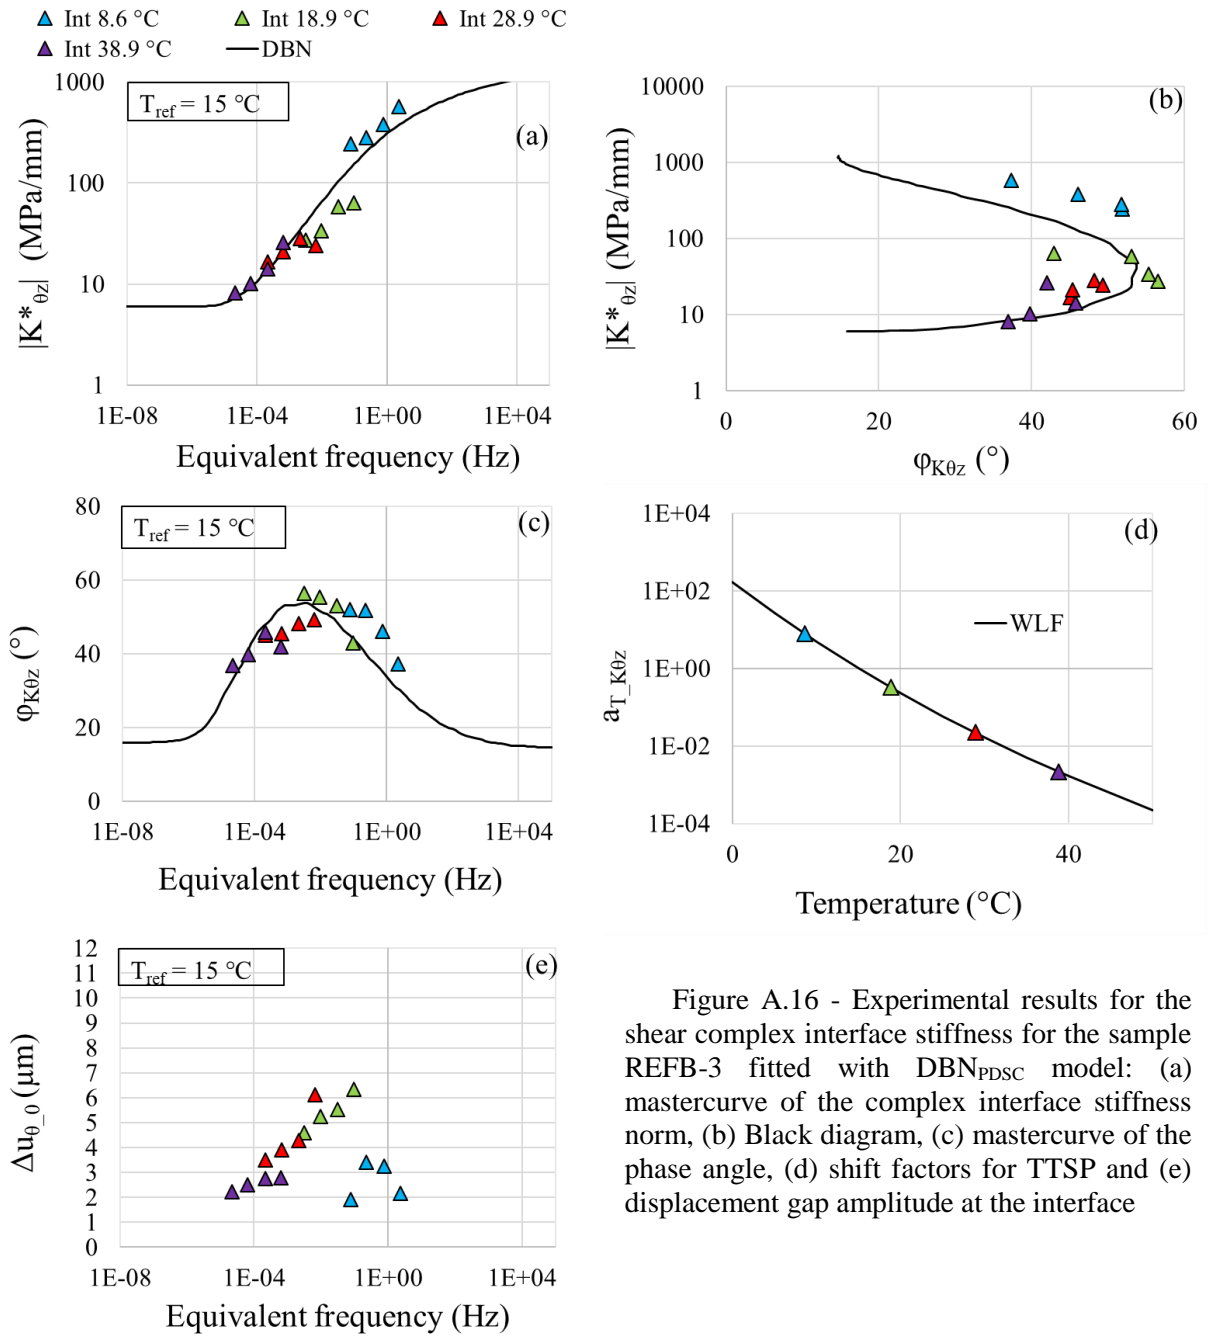 Int 8.6 °C Int 18.9 °C Int 28.9 °C
Int 38.9 °C DBN
1000
100
10
1
T_ref = 15 °C
(a)
|K*_θz| (MPa/mm)
1E-08 1E-04 1E+00 1E+04
Equivalent frequency (Hz)
10000
1000
100
10
1
(b)
|K*_θz| (MPa/mm)
0 20 40 60
φ_Kθz (°)
80
60
40
20
0
T_ref = 15 °C
(c)
φ_Kθz (°)
1E-08 1E-04 1E+00 1E+04
Equivalent frequency (Hz)
1E+04
1E+02
1E+00
1E-02
1E-04
(d)
WLF
a_T_Kθz
0 20 40
Temperature (°C)
12
11
10
9
8
7
6
5
4
3
2
1
0
T_ref = 15 °C
(e)
Δu_θ_0 (μm)
1E-08 1E-04 1E+00 1E+04
Equivalent frequency (Hz)
Figure A.16 - Experimental results for the
shear complex interface stiffness for the sample
REFB-3 fitted with DBN_PDSC model: (a)
mastercurve of the complex interface stiffness
norm, (b) Black diagram, (c) mastercurve of the
phase angle, (d) shift factors for TTSP and (e)
displacement gap amplitude at the interface